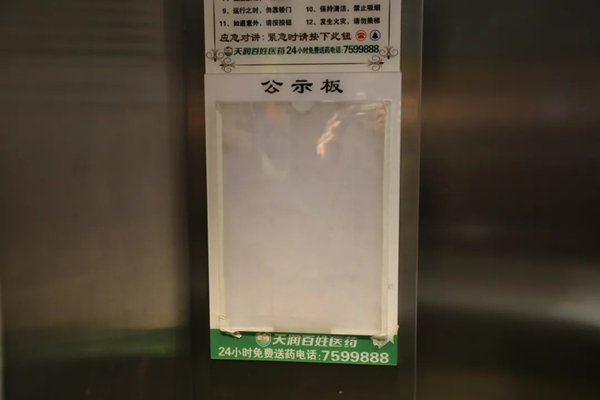 9、运行之时,勿靠轿门 10、保持清洁,禁止吸烟
11、如遇意外,请按按钮 12、发生火灾,请勿乘梯
应急对讲:紧急时请按下此钮
天润百姓医药24小时免费送药电话:7599888
公示板
天润百姓医药
24小时免费送药电话:7599888